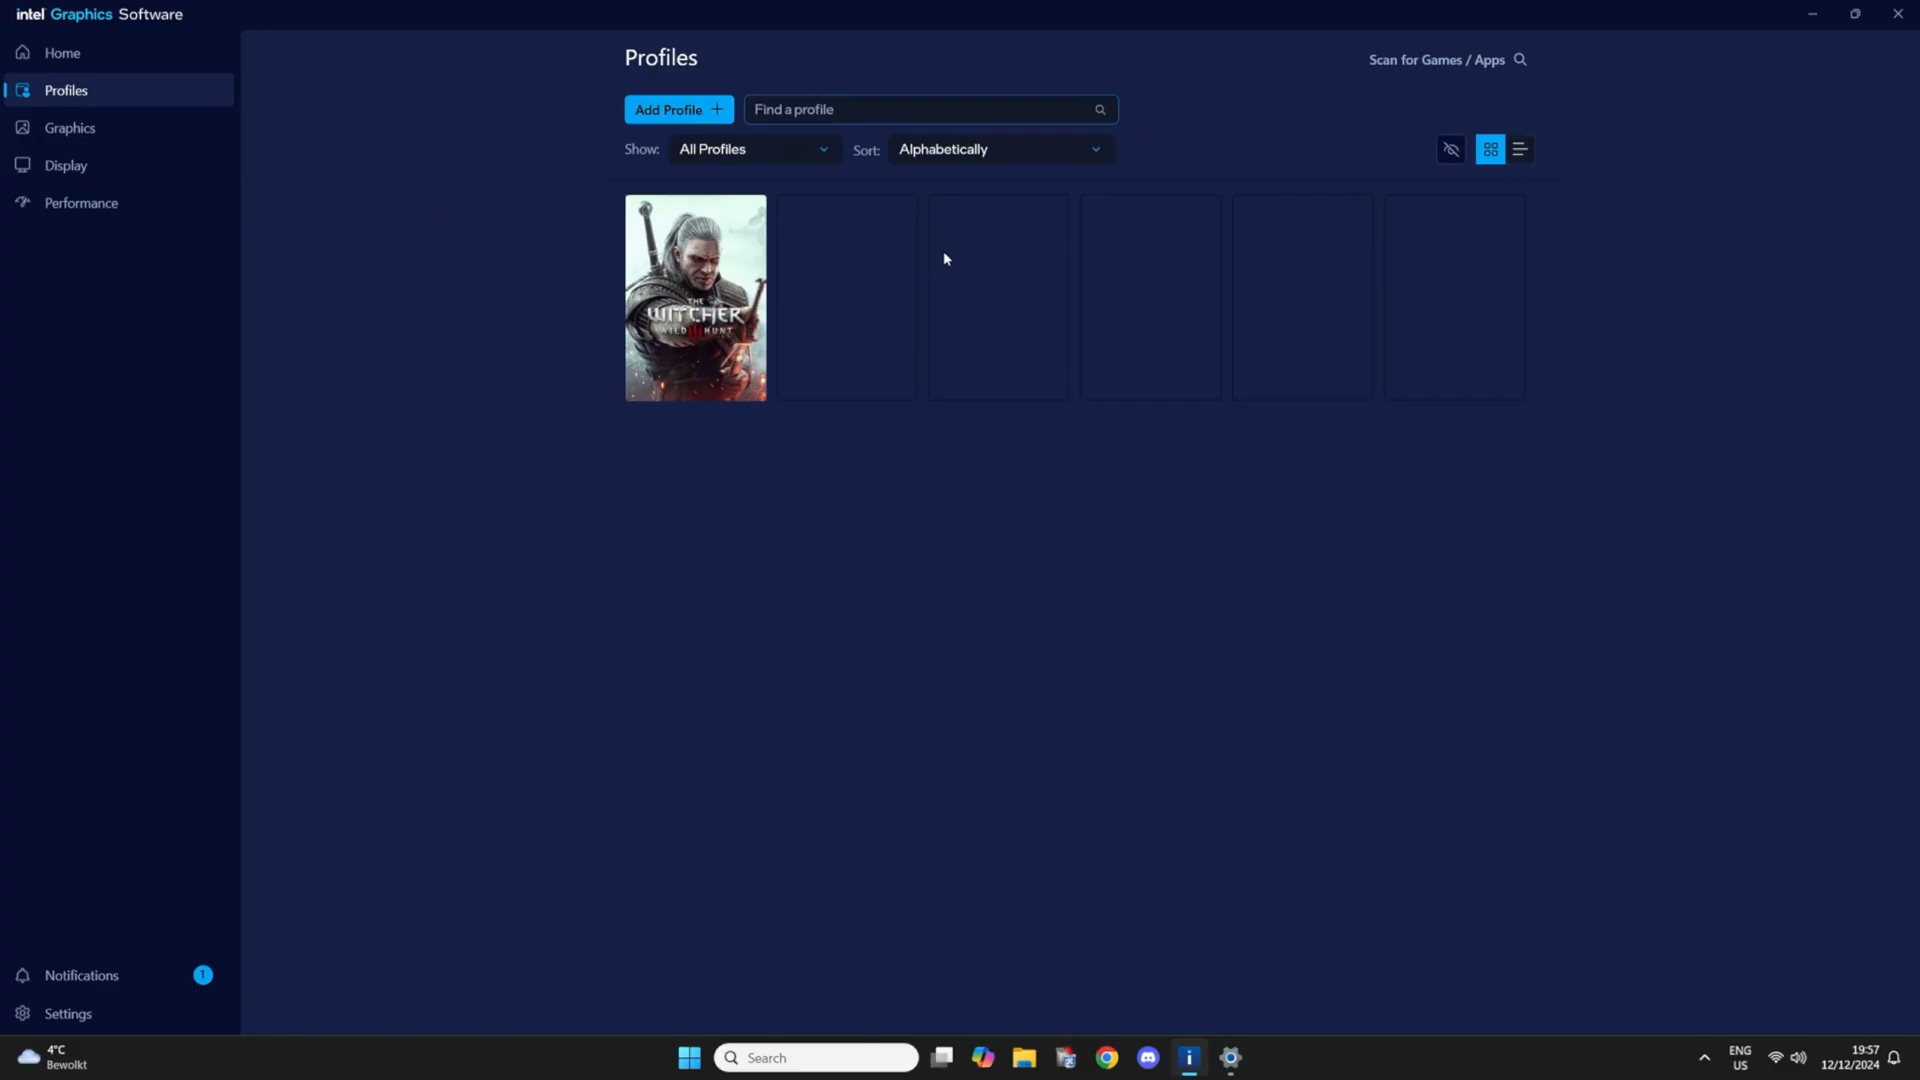 intel Graphics Software
Home
Profiles
Graphics
Display
Performance
Notifications
1
Settings
Profiles
Scan for Games / Apps
Add Profile +
Find a profile
Show: All Profiles
Sort: Alphabetically
THE
WITCHER
WILD HUNT
4°C
Bewolkt
Search
ENG
US
19:57
12/12/2024